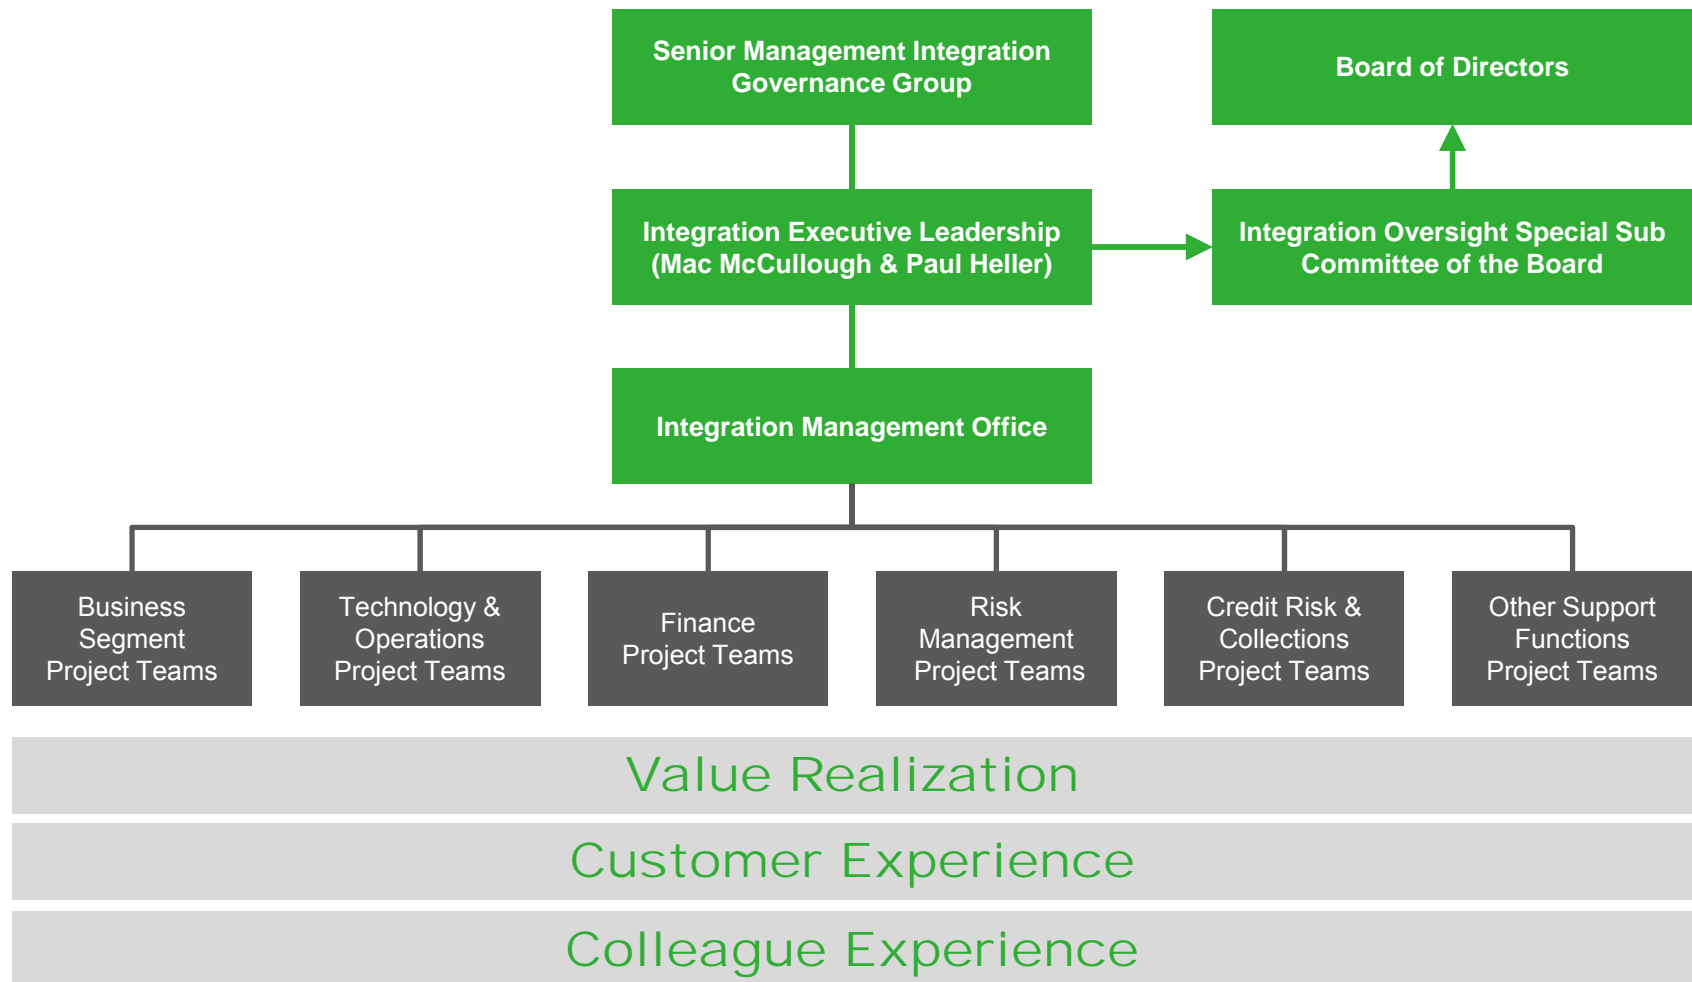 Senior Management Integration
Governance Group
Board of Directors
Integration Executive Leadership
(Mac McCullough & Paul Heller)
Integration Oversight Special Sub
Committee of the Board
Integration Management Office
Business
Segment
Project Teams
Technology &
Operations
Project Teams
Finance
Project Teams
Risk
Management
Project Teams
Credit Risk &
Collections
Project Teams
Other Support
Functions
Project Teams
Value Realization
Customer Experience
Colleague Experience